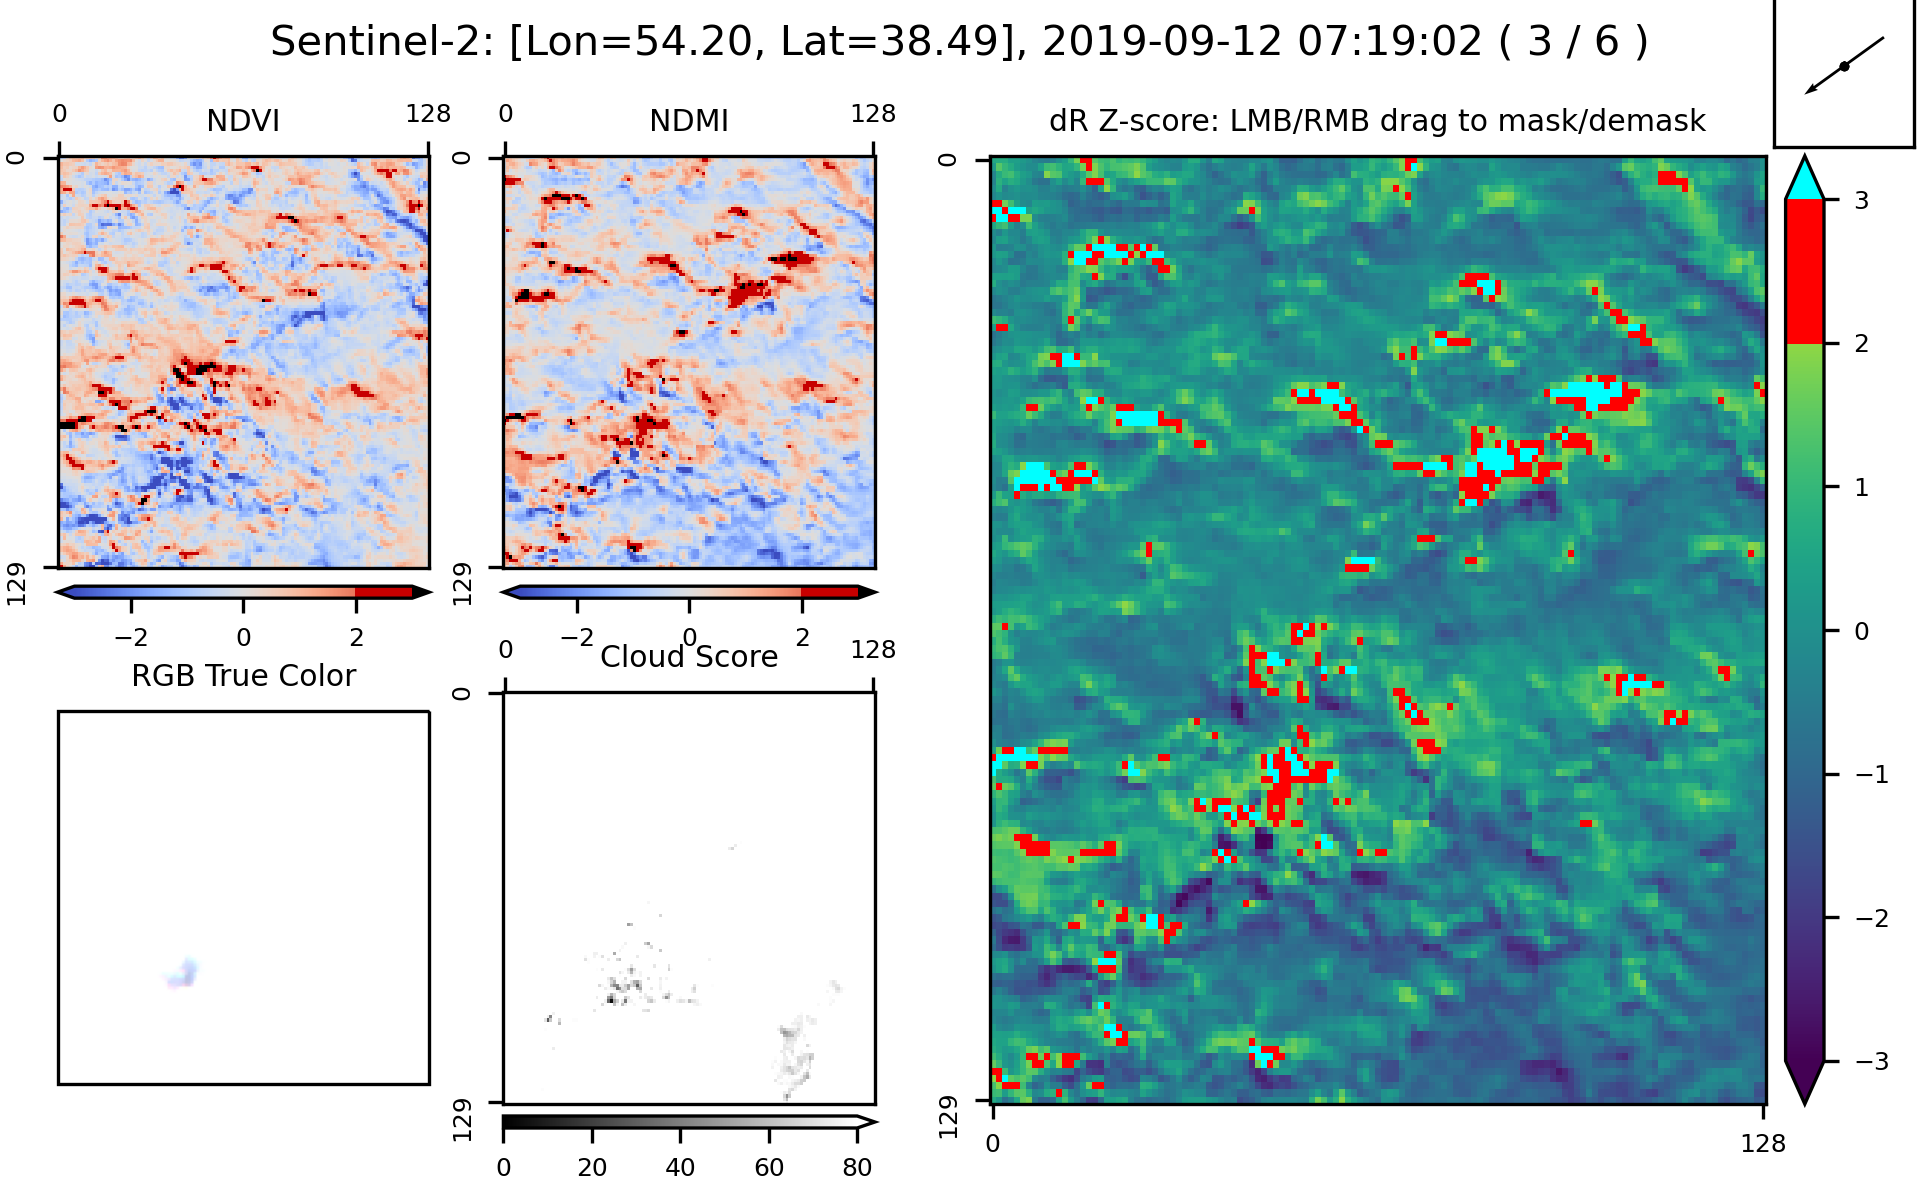 Sentinel-2: [Lon=54.20, Lat=38.49], 2019-09-12 07:19:02 ( 3 / 6 )
0 NDVI 128
0
129
−2 0 2
0 NDMI 128
0
129
−2 0 2
RGB True Color
0 Cloud Score 128
0
129
0 20 40 60 80
dR Z-score: LMB/RMB drag to mask/demask
0
129
0 128
3
2
1
0
−1
−2
−3